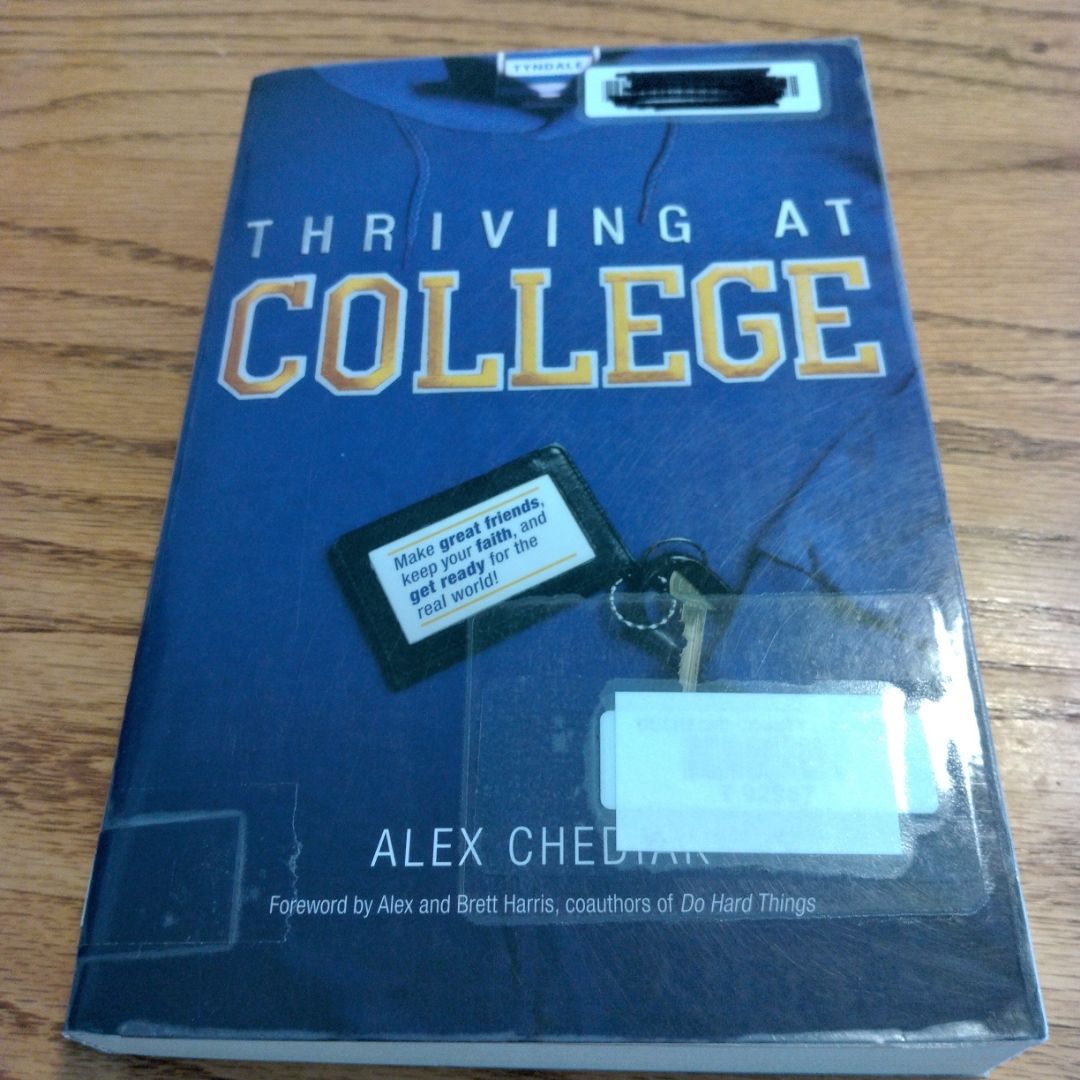 TYNDALE
THRIVING AT
COLLEGE
Make great friends,
keep your faith, and
get ready for the
real world!
ALEX CHEDIAK
Foreword by Alex and Brett Harris, coauthors of Do Hard Things